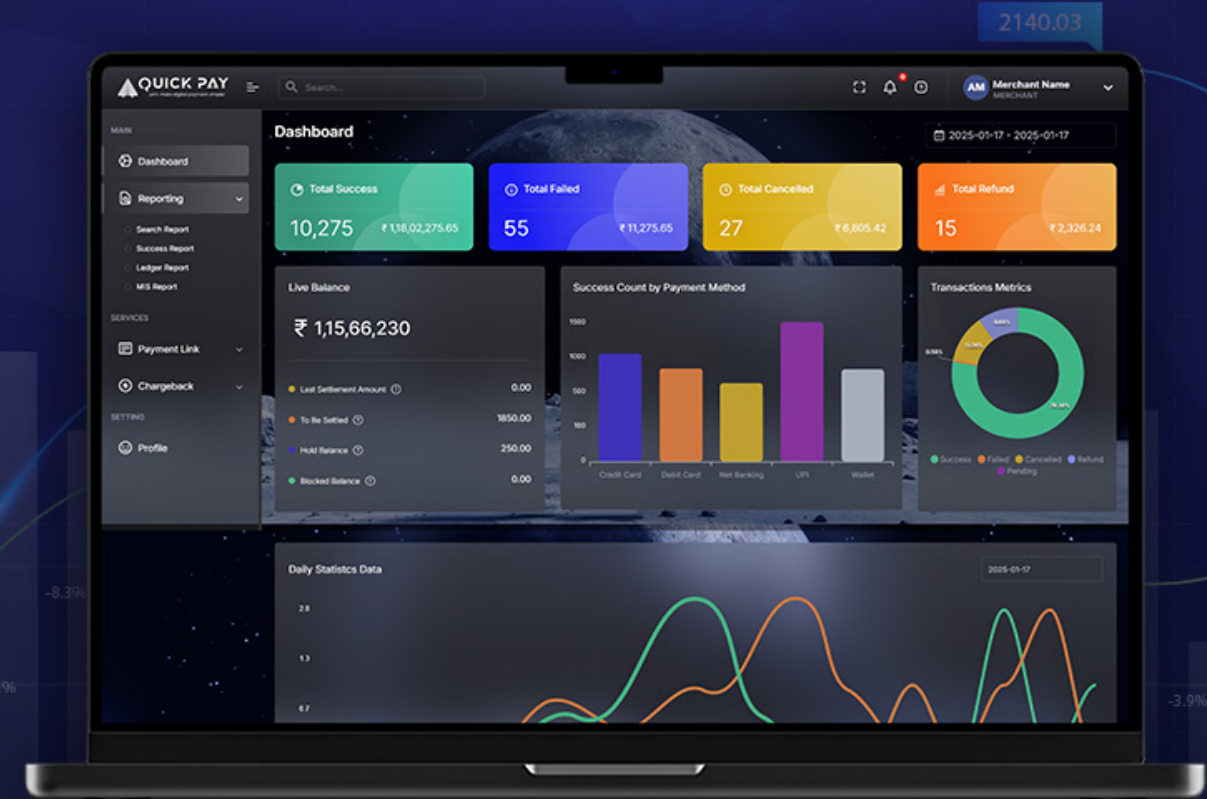 2140.03
QUICK PAY
Search...
AM
Merchant Name
MERCHANT
MAIN
Dashboard
Reporting
Search Report
Success Report
Ledger Report
MIS Report
SERVICES
Payment Link
Chargeback
SETTING
Profile
Dashboard
2025-01-17 - 2025-01-17
Total Success
10,275 ₹ 1,18,02,275.65
Total Failed
55 ₹ 11,275.65
Total Cancelled
27 ₹ 6,805.42
Total Refund
15 ₹ 2,326.24
Live Balance
₹ 1,15,66,230
Last Settlement Amount 0.00
To Be Settled 1850.00
Hold Balance 250.00
Blocked Balance 0.00
Success Count by Payment Method
1500
1000
500
100
0
Credit Card Debit Card Net Banking UPI Wallet
Transactions Metrics
Success Failed Cancelled Refund
Pending
Daily Statistcs Data
2025-01-17
2.8
1.3
0.7
-8.3%
-3.9%